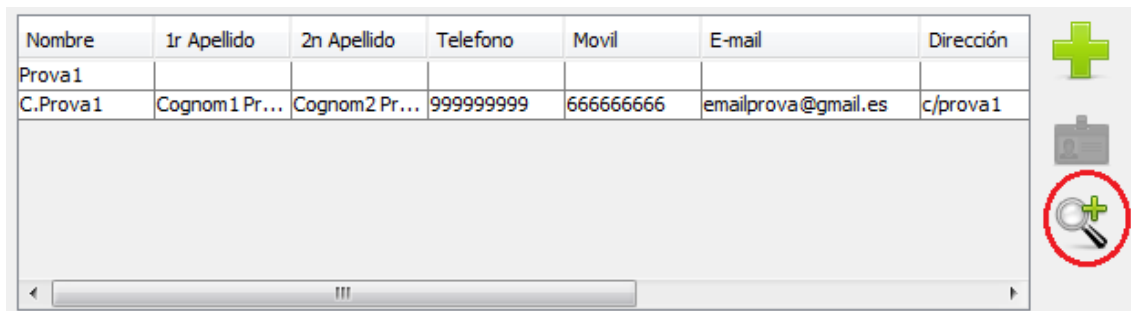 Nombre 1r Apellido 2n Apellido Telefono Movil E-mail Dirección
Prova1
C.Prova1 Cognom1 Pr... Cognom2 Pr... 999999999 666666666 emailprova@gmail.es c/prova1